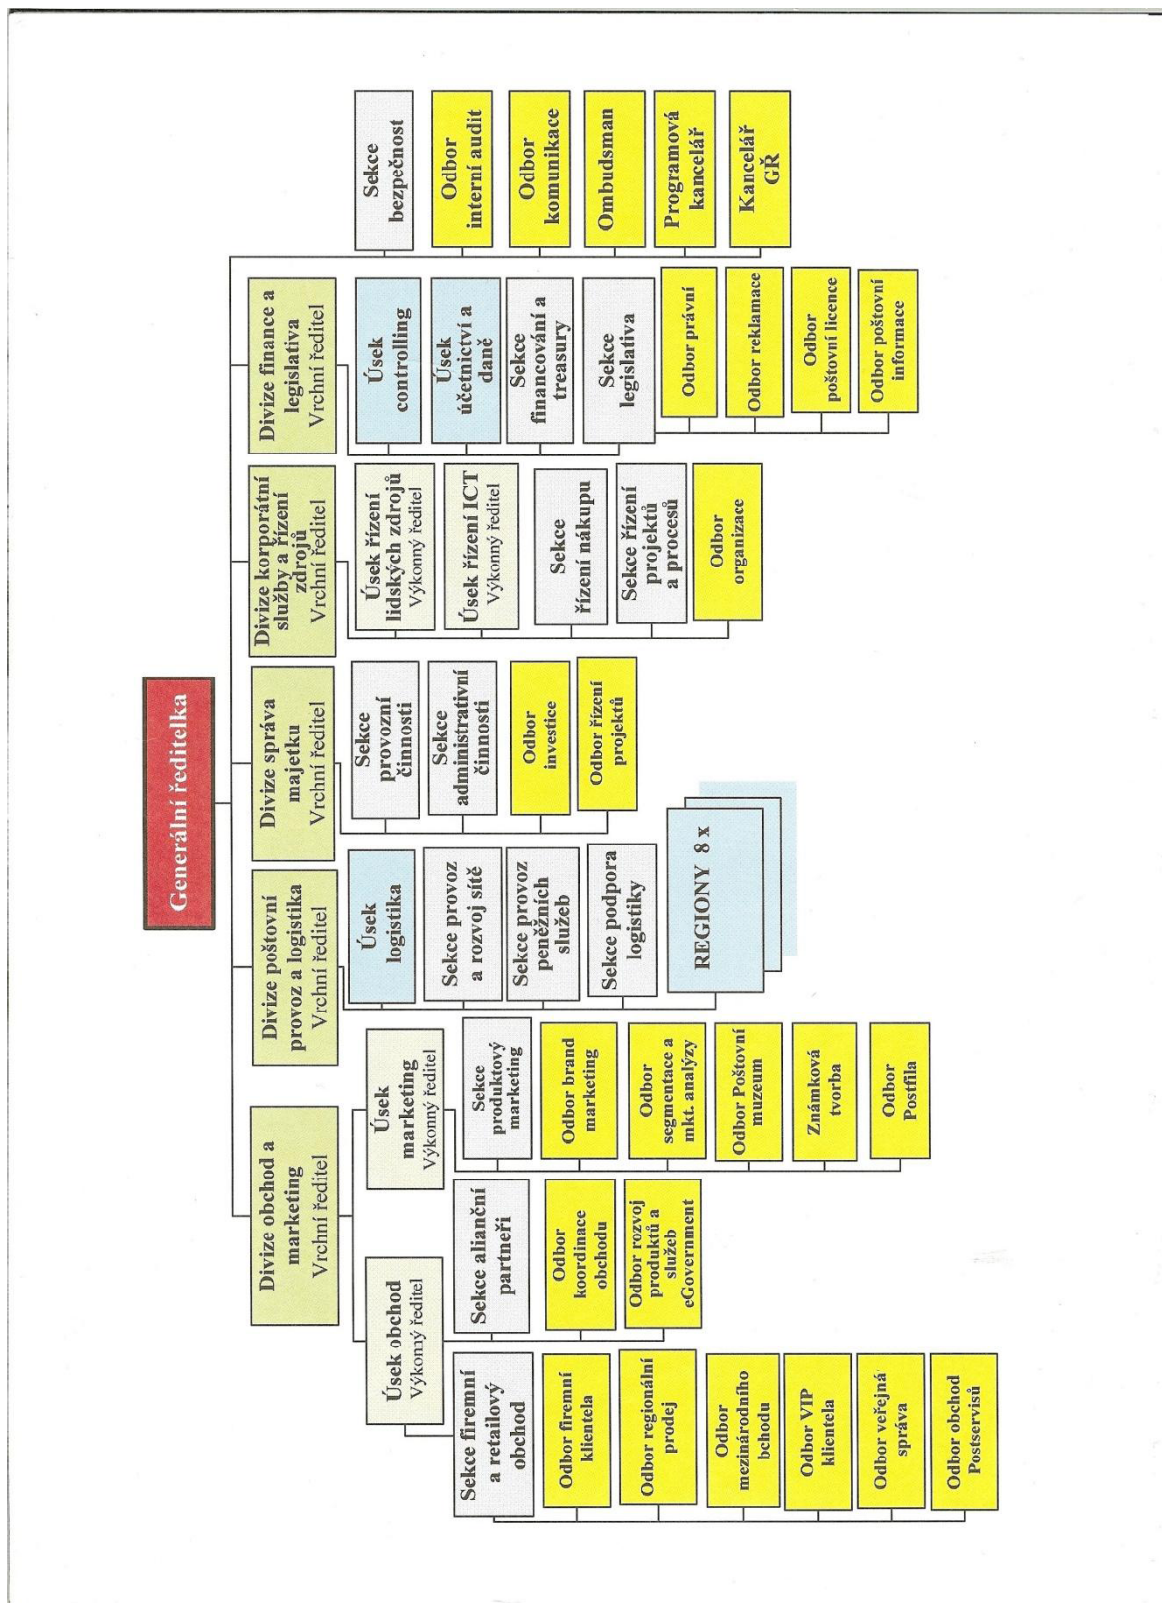 Generální ředitelka
Divize obchod a
marketing
Vrchní ředitel
Divize poštovní
provoz a logistika
Vrchní ředitel
Divize správa
majetku
Vrchní ředitel
Divize korporátní
služby a řízení
zdrojů
Vrchní ředitel
Divize finance a
legislativa
Vrchní ředitel
Úsek obchod
Výkonný ředitel
Sekce firemní
a retailový
obchod
Odbor firemní
klientela
Odbor regionální
prodej
Odbor
mezinárodního
bchodu
Odbor VIP
klientela
Odbor veřejná
správa
Odbor obchod
Postservisů
Sekce alianční
partneři
Odbor
koordinace
obchodu
Odbor rozvoj
produktů a
služeb
eGovernment
Úsek
marketing
Výkonný ředitel
Sekce
produktový
marketing
Odbor brand
marketing
Odbor
segmentace a
mkt. analýzy
Odbor Poštovní
muzeum
Známková
tvorba
Odbor
Postfila
Úsek
logistika
Sekce provoz
a rozvoj sítě
Sekce provoz
peněžních
služeb
Sekce podpora
logistiky
REGIONY 8 x
Sekce
provozní
činnosti
Sekce
administrativní
činnosti
Odbor
investice
Odbor řízení
projektů
Úsek řízení
lidských zdrojů
Výkonný ředitel
Úsek řízení ICT
Výkonný ředitel
Sekce
řízení nákupu
Sekce řízení
projektů
a procesů
Odbor
organizace
Úsek
controlling
Úsek
účetnictví a
daně
Sekce
financování a
treasury
Sekce
legislativa
Odbor právní
Odbor reklamace
Odbor
poštovní licence
Odbor poštovní
informace
Sekce
bezpečnost
Odbor
interní audit
Odbor
komunikace
Ombudsman
Programová
kancelář
Kancelář
GŘ